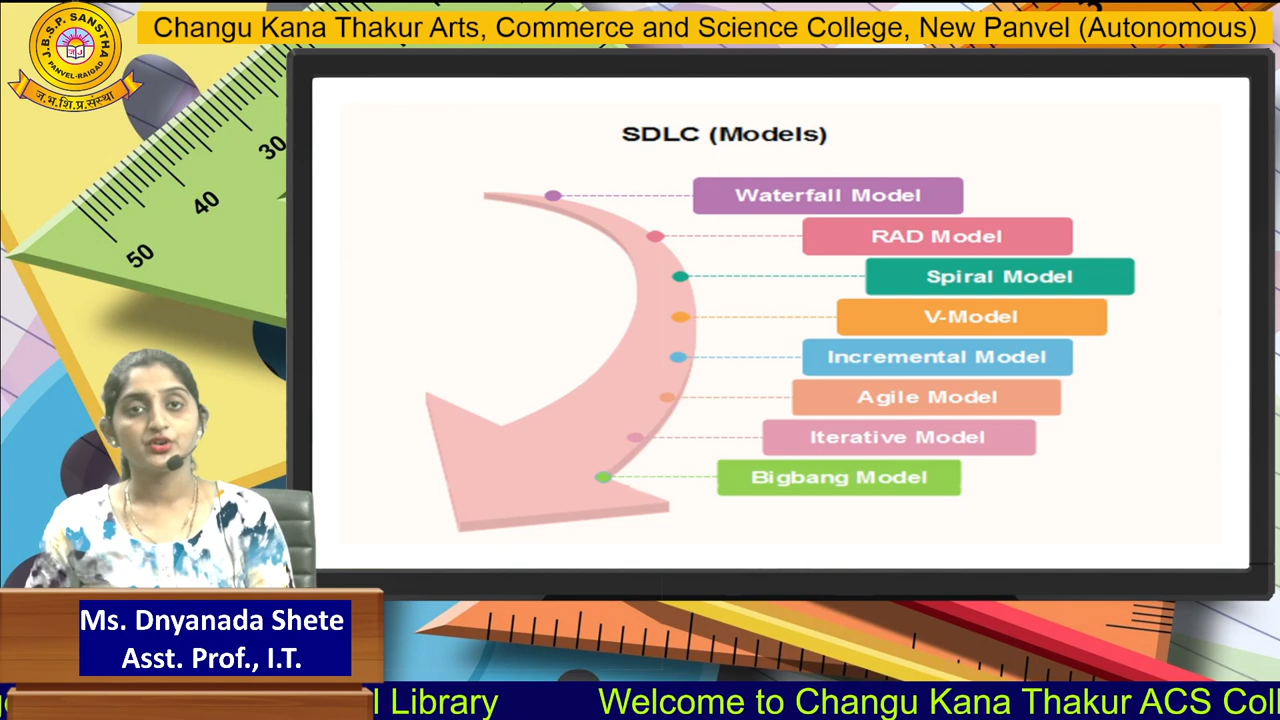 Changu Kana Thakur Arts, Commerce and Science College, New Panvel (Autonomous)
J.B.S.P. SANSTHA
PANVEL-RAIGAD
ज.भ.शि.प्र.संस्था
30
40
50
SDLC (Models)
Waterfall Model
RAD Model
Spiral Model
V-Model
Incremental Model
Agile Model
Iterative Model
Bigbang Model
Ms. Dnyanada Shete
Asst. Prof., I.T.
l Library Welcome to Changu Kana Thakur ACS Coll